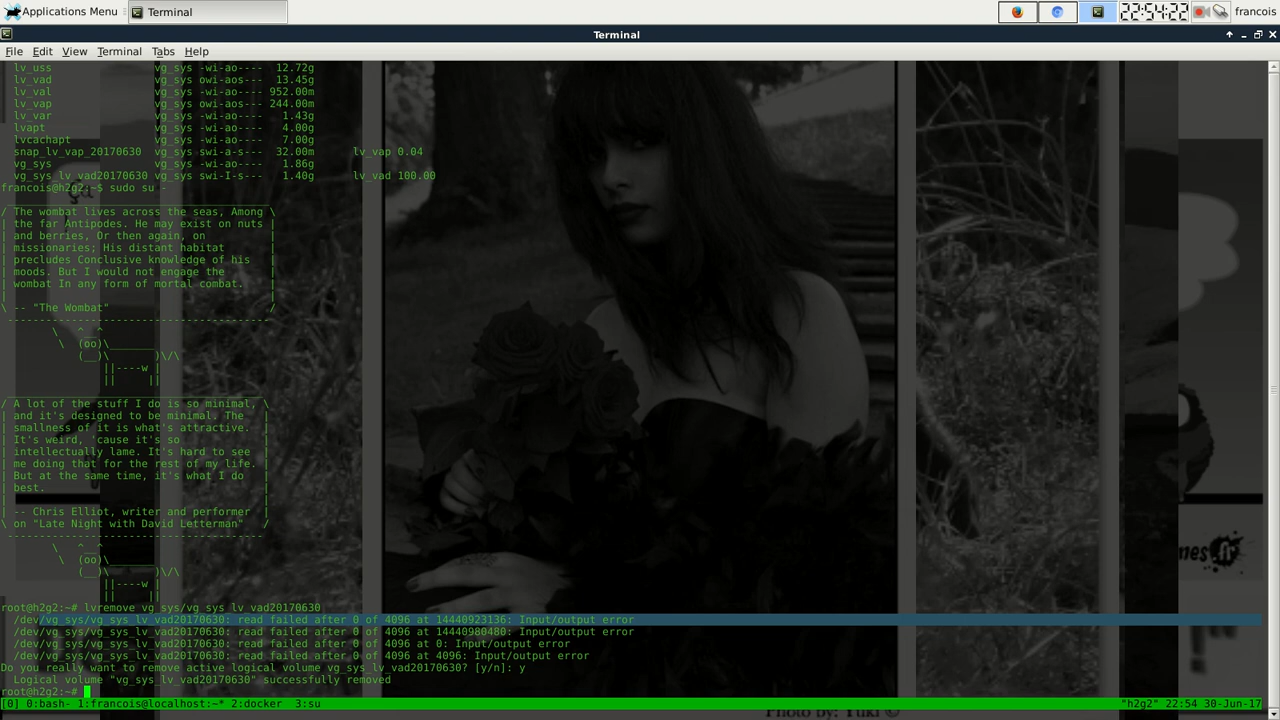 Applications Menu
Terminal
22:54:22
francois
Terminal
File Edit View Terminal Tabs Help
lv_uss vg_sys -wi-ao---- 12.72g
lv_vad vg_sys owi-aos--- 13.45g
lv_val vg_sys -wi-ao---- 952.00m
lv_vap vg_sys owi-aos--- 244.00m
lv_var vg_sys -wi-ao---- 1.43g
lvapt vg_sys -wi-ao---- 4.00g
lvcachapt vg_sys -wi-ao---- 7.00g
snap_lv_vap_20170630 vg_sys swi-a-s--- 32.00m lv_vap 0.04
vg_sys vg_sys -wi-ao---- 1.86g
vg_sys_lv_vad20170630 vg_sys swi-I-s--- 1.40g lv_vad 100.00
francois@h2g2:~$ sudo su -
/ The wombat lives across the seas, Among \
| the far Antipodes. He may exist on nuts |
| and berries, Or then again, on |
| missionaries; His distant habitat |
| precludes Conclusive knowledge of his |
| moods. But I would not engage the |
| wombat In any form of mortal combat. |
| |
\ -- "The Wombat" /
-----------------------------------------
\ ^__^
\ (oo)\_______
(__)\ )\/\
||----w |
|| ||
/ A lot of the stuff I do is so minimal, \
| and it's designed to be minimal. The |
| smallness of it is what's attractive. |
| It's weird, 'cause it's so |
| intellectually lame. It's hard to see |
| me doing that for the rest of my life. |
| But at the same time, it's what I do |
| best. |
| |
| -- Chris Elliot, writer and performer |
\ on "Late Night with David Letterman" /
----------------------------------------
\ ^__^
\ (oo)\_______
(__)\ )\/\
||----w |
|| ||
root@h2g2:~# lvremove vg_sys/vg_sys_lv_vad20170630
/dev/vg_sys/vg_sys_lv_vad20170630: read failed after 0 of 4096 at 14440923136: Input/output error
/dev/vg_sys/vg_sys_lv_vad20170630: read failed after 0 of 4096 at 14440980480: Input/output error
/dev/vg_sys/vg_sys_lv_vad20170630: read failed after 0 of 4096 at 0: Input/output error
/dev/vg_sys/vg_sys_lv_vad20170630: read failed after 0 of 4096 at 4096: Input/output error
Do you really want to remove active logical volume vg_sys_lv_vad20170630? [y/n]: y
Logical volume "vg_sys_lv_vad20170630" successfully removed
root@h2g2:~#
[0] 0:bash- 1:francois@localhost:~* 2:docker 3:su "h2g2" 22:54 30-Jun-17
Photo by: Yuki ©